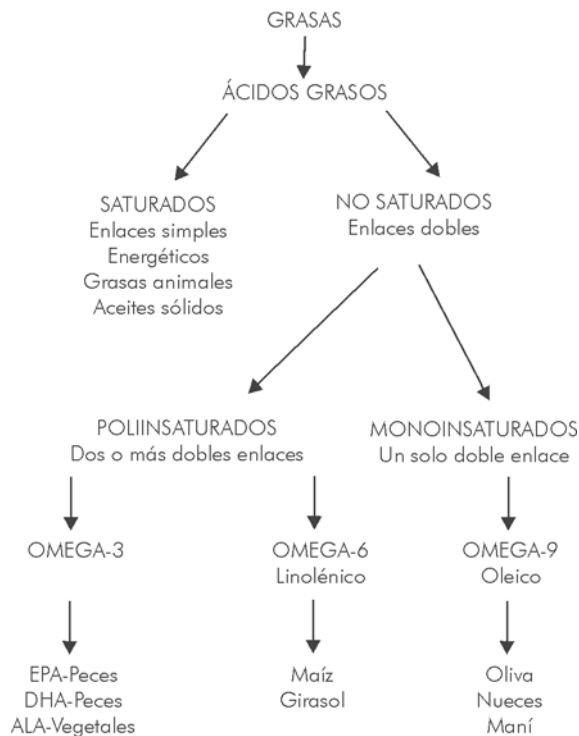 GRASAS
ÁCIDOS GRASOS
SATURADOS
Enlaces simples
Energéticos
Grasas animales
Aceites sólidos
NO SATURADOS
Enlaces dobles
POLIINSATURADOS
Dos o más dobles enlaces
MONOINSATURADOS
Un solo doble enlace
OMEGA-3
OMEGA-6
Linolénico
OMEGA-9
Oleico
EPA-Peces
DHA-Peces
ALA-Vegetales
Maíz
Girasol
Oliva
Nueces
Maní